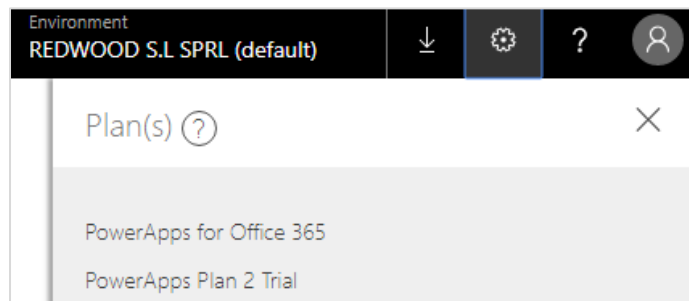 Environment
REDWOOD S.L SPRL (default)
?
Plan(s) ?
PowerApps for Office 365
PowerApps Plan 2 Trial